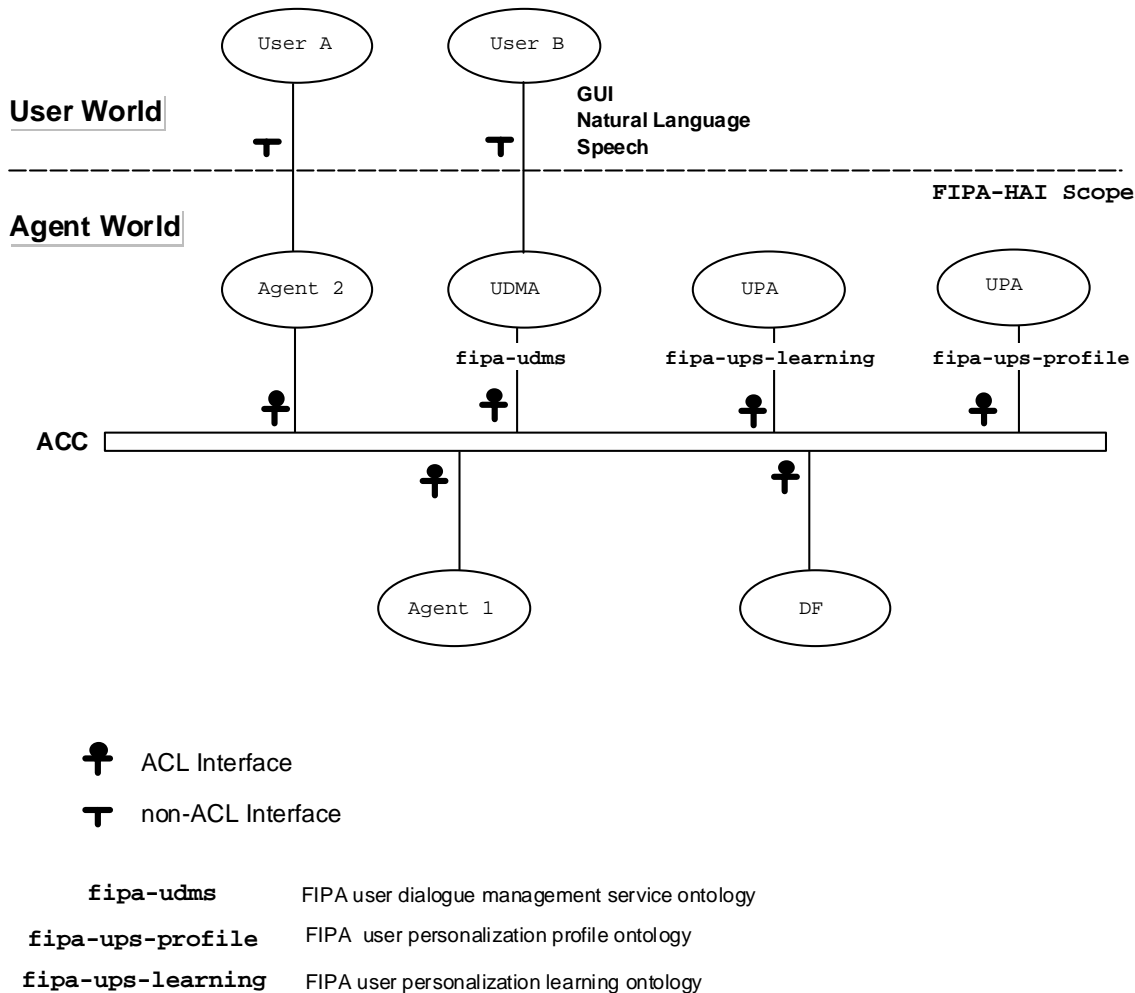 User A
User B
User World
GUI
Natural Language
Speech
FIPA-HAI Scope
Agent World
Agent 2
UDMA
UPA
UPA
fipa-udms
fipa-ups-learning
fipa-ups-profile
ACC
Agent 1
DF
ACL Interface
non-ACL Interface
fipa-udms FIPA user dialogue management service ontology
fipa-ups-profile FIPA user personalization profile ontology
fipa-ups-learning FIPA user personalization learning ontology